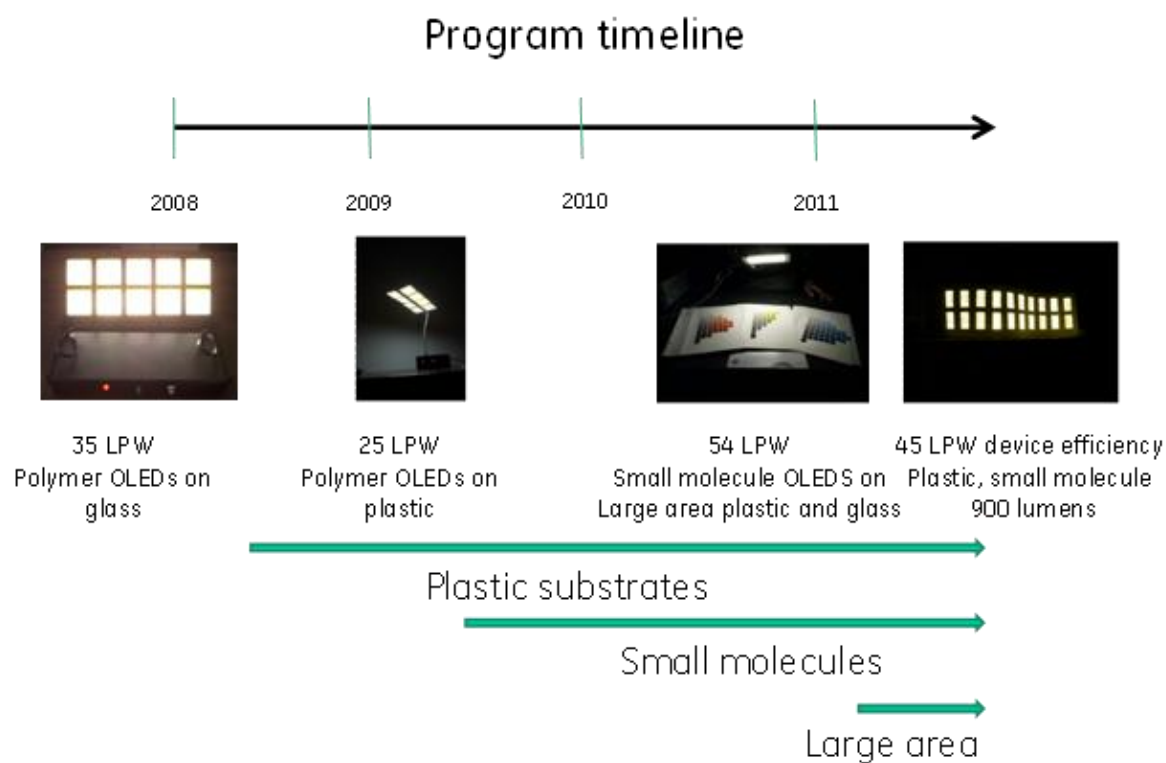 Program timeline
2008
2009
2010
2011
35 LPW
Polymer OLEDs on
glass
25 LPW
Polymer OLEDs on
plastic
54 LPW
Small molecule OLEDS on
Large area plastic and glass
45 LPW device efficiency
Plastic, small molecule
900 lumens
Plastic substrates
Small molecules
Large area